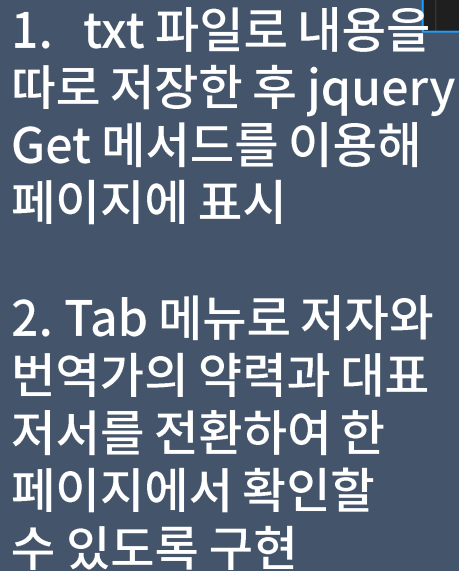 1. txt 파일로 내용을
따로 저장한 후 jquery
Get 메서드를 이용해
페이지에 표시
2. Tab 메뉴로 저자와
번역가의 약력과 대표
저서를 전환하여 한
페이지에서 확인할
수 있도록 구현